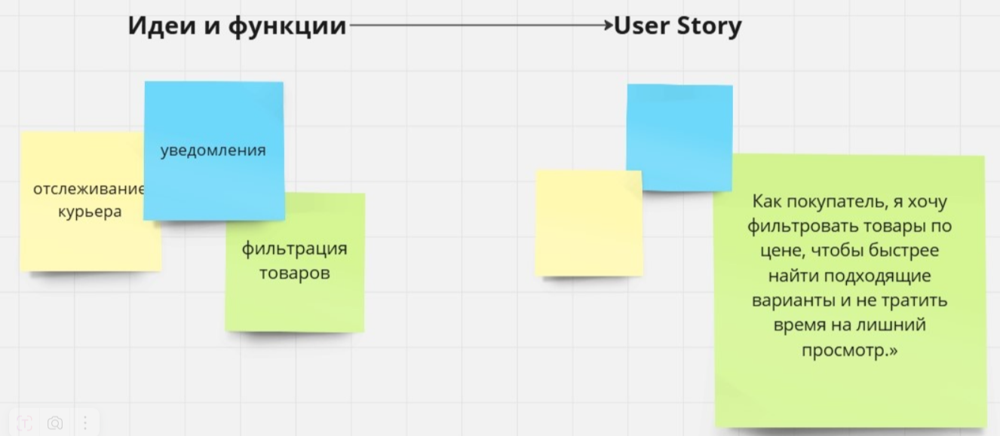 Идеи и функции
User Story
уведомления
отслеживание
курьера
фильтрация
товаров
Как покупатель, я хочу
фильтровать товары по
цене, чтобы быстрее
найти подходящие
варианты и не тратить
время на лишний
просмотр.»